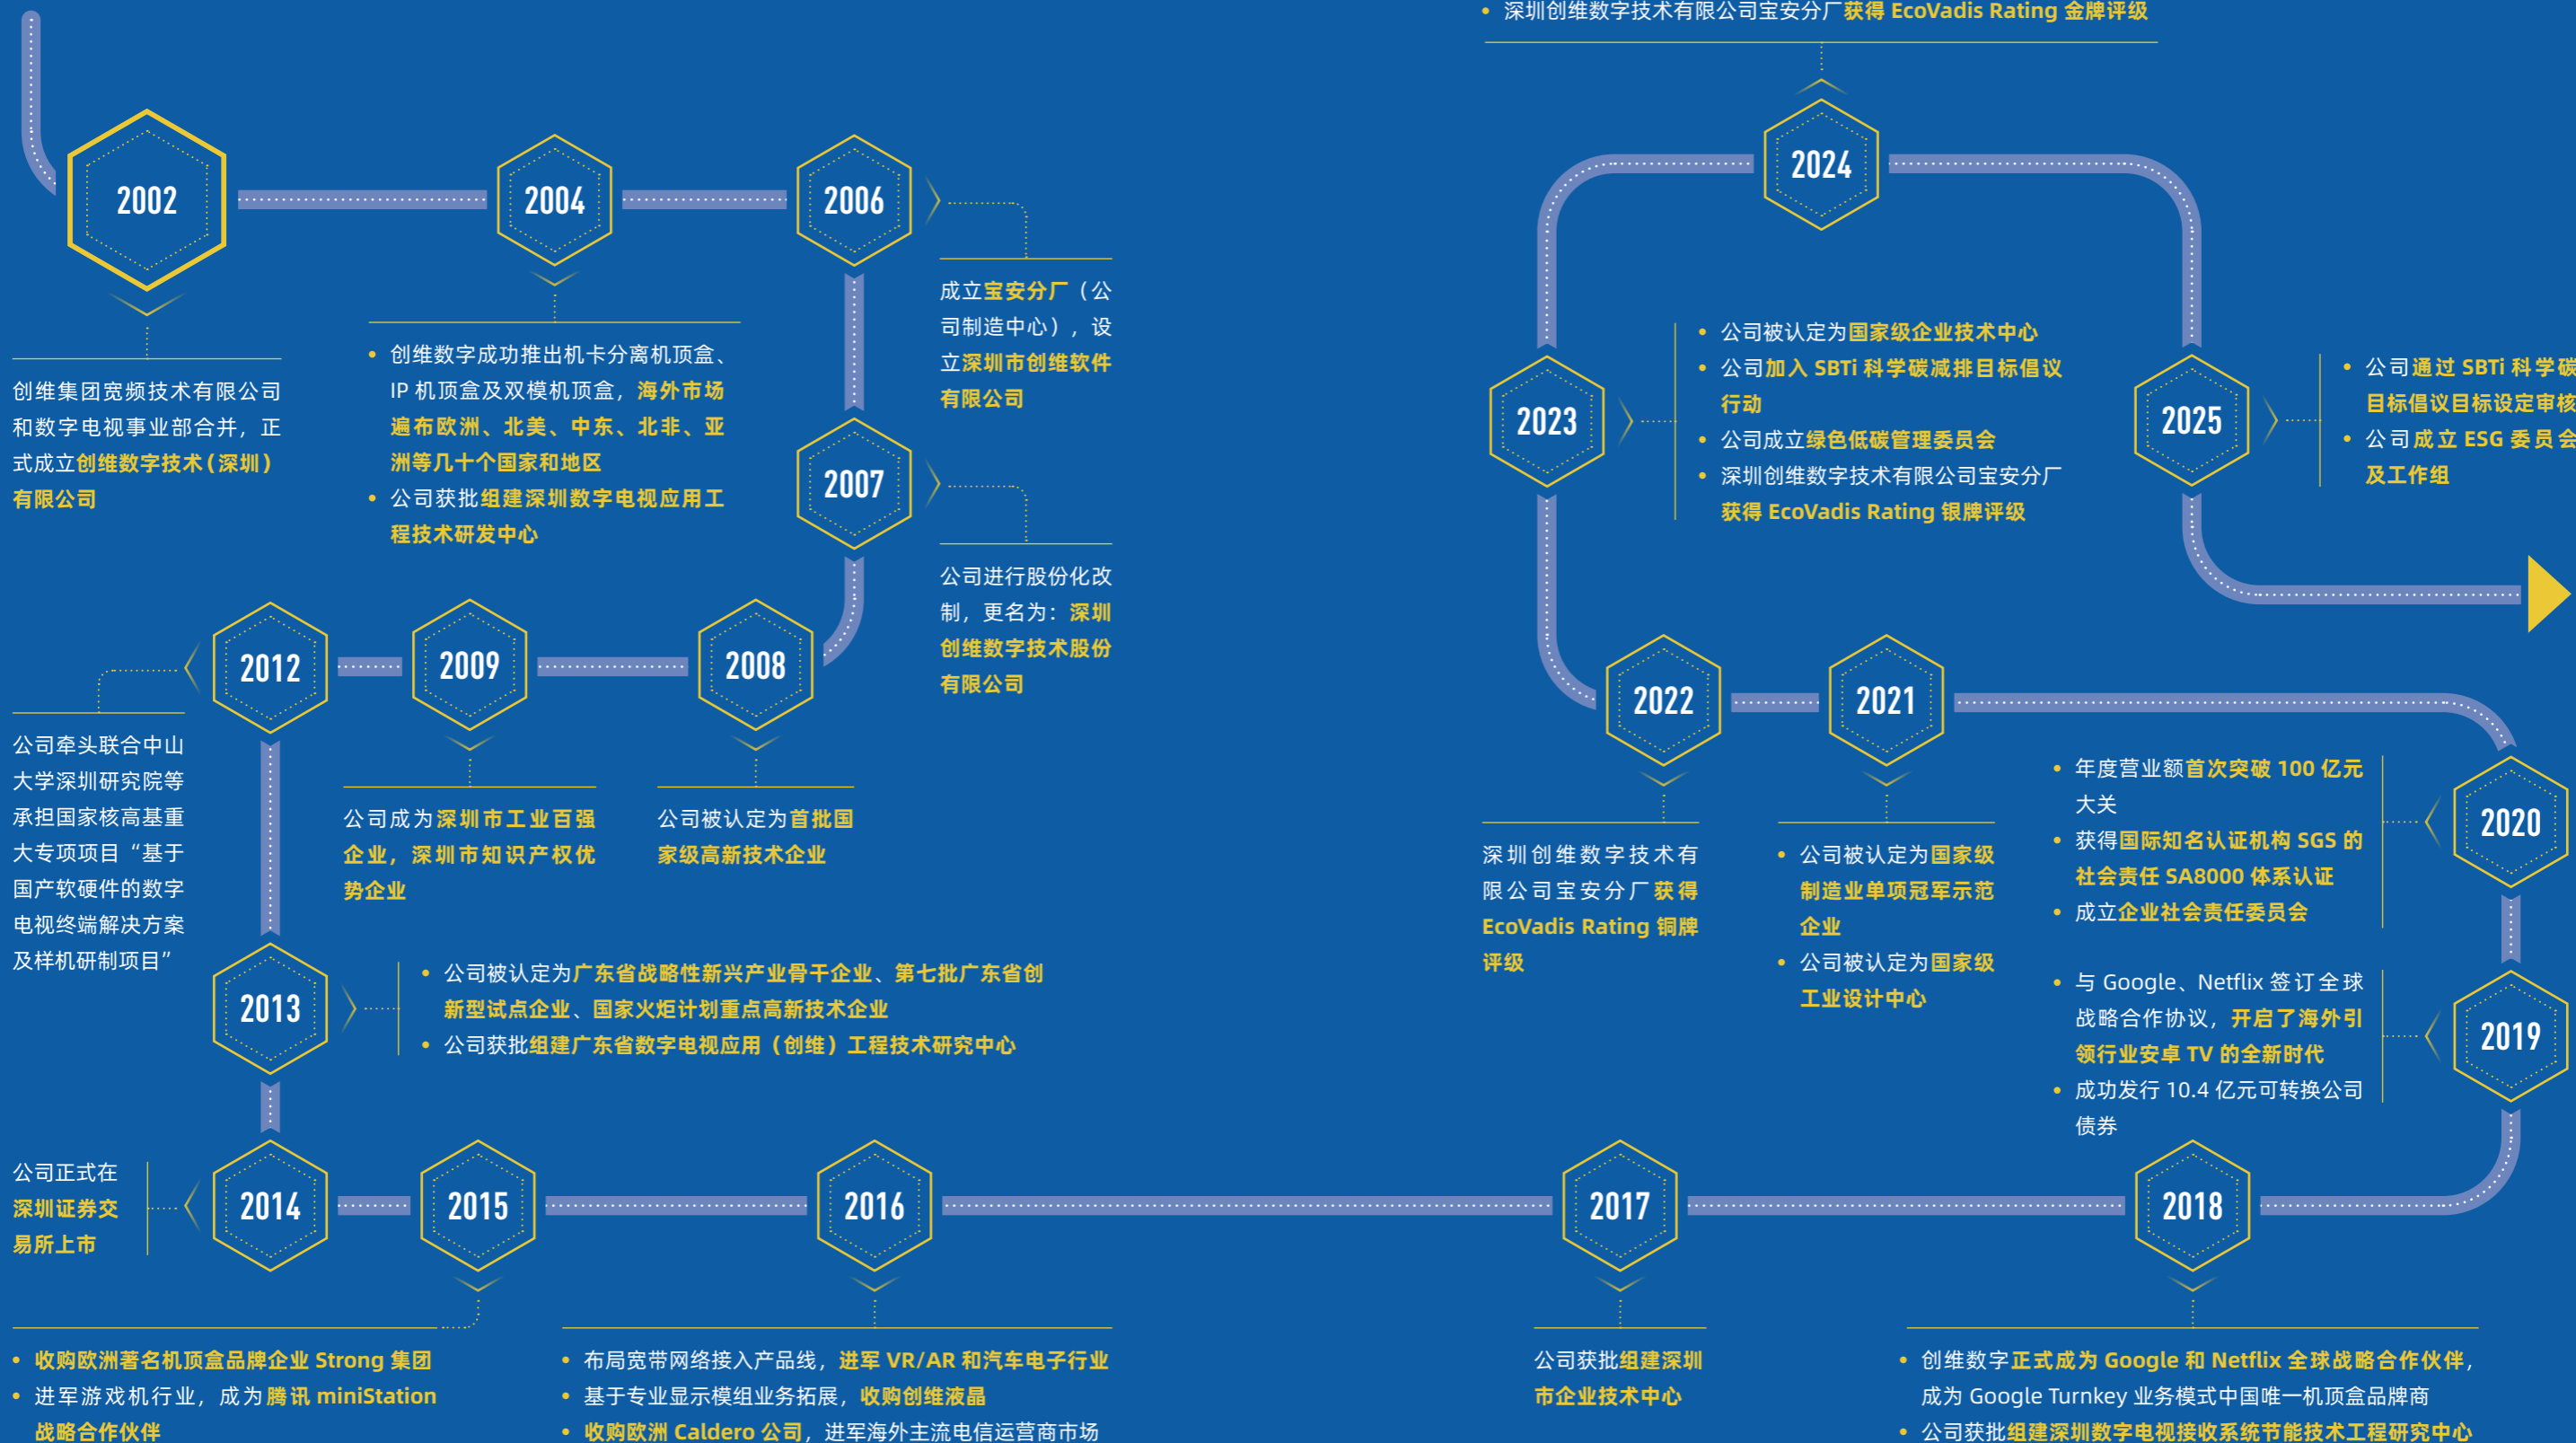 2002
创维集团宽频技术有限公司
和数字电视事业部合并，正
式成立创维数字技术（深圳）
有限公司
2004
• 创维数字成功推出机卡分离机顶盒、
IP 机顶盒及双模机顶盒，海外市场
遍布欧洲、北美、中东、北非、亚
洲等几十个国家和地区
• 公司获批组建深圳数字电视应用工
程技术研发中心
2006
成立宝安分厂（公
司制造中心），设
立深圳市创维软件
有限公司
2007
公司进行股份化改
制，更名为：深圳
创维数字技术股份
有限公司
2008
公司被认定为首批国
家级高新技术企业
2009
公司成为深圳市工业百强
企业，深圳市知识产权优
势企业
2012
公司牵头联合中山
大学深圳研究院等
承担国家核高基重
大专项项目“基于
国产软硬件的数字
电视终端解决方案
及样机研制项目”
2013
• 公司被认定为广东省战略性新兴产业骨干企业、第七批广东省创
新型试点企业、国家火炬计划重点高新技术企业
• 公司获批组建广东省数字电视应用（创维）工程技术研究中心
2014
公司正式在
深圳证券交
易所上市
2015
• 收购欧洲著名机顶盒品牌企业 Strong 集团
• 进军游戏机行业，成为腾讯 miniStation
战略合作伙伴
2016
• 布局宽带网络接入产品线，进军 VR/AR 和汽车电子行业
• 基于专业显示模组业务拓展，收购创维液晶
• 收购欧洲 Caldero 公司，进军海外主流电信运营商市场
2017
公司获批组建深圳
市企业技术中心
2018
• 创维数字正式成为 Google 和 Netflix 全球战略合作伙伴，
成为 Google Turnkey 业务模式中国唯一机顶盒品牌商
• 公司获批组建深圳数字电视接收系统节能技术工程研究中心
2019
• 与 Google、Netflix 签订全球
战略合作协议，开启了海外引
领行业安卓 TV 的全新时代
• 成功发行 10.4 亿元可转换公司
债券
2020
• 年度营业额首次突破 100 亿元
大关
• 获得国际知名认证机构 SGS 的
社会责任 SA8000 体系认证
• 成立企业社会责任委员会
2021
• 公司被认定为国家级
制造业单项冠军示范
企业
• 公司被认定为国家级
工业设计中心
2022
深圳创维数字技术有
限公司宝安分厂获得
EcoVadis Rating 铜牌
评级
2023
• 公司被认定为国家级企业技术中心
• 公司加入 SBTi 科学碳减排目标倡议
行动
• 公司成立绿色低碳管理委员会
• 深圳创维数字技术有限公司宝安分厂
获得 EcoVadis Rating 银牌评级
• 深圳创维数字技术有限公司宝安分厂获得 EcoVadis Rating 金牌评级
2024
2025
• 公司通过 SBTi 科学碳
目标倡议目标设定审核
• 公司成立 ESG 委员会
及工作组